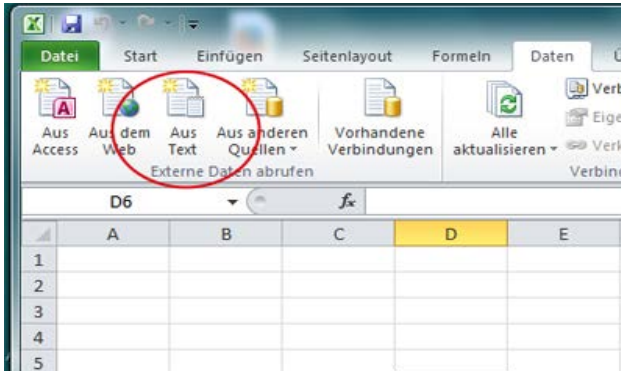 Datei Start Einfügen Seitenlayout Formeln Daten
Aus Access
Aus dem Web
Aus Text
Aus anderen Quellen
Vorhandene Verbindungen
Alle aktualisieren
Externe Daten abrufen
D6 fx
A B C D E
1
2
3
4
5